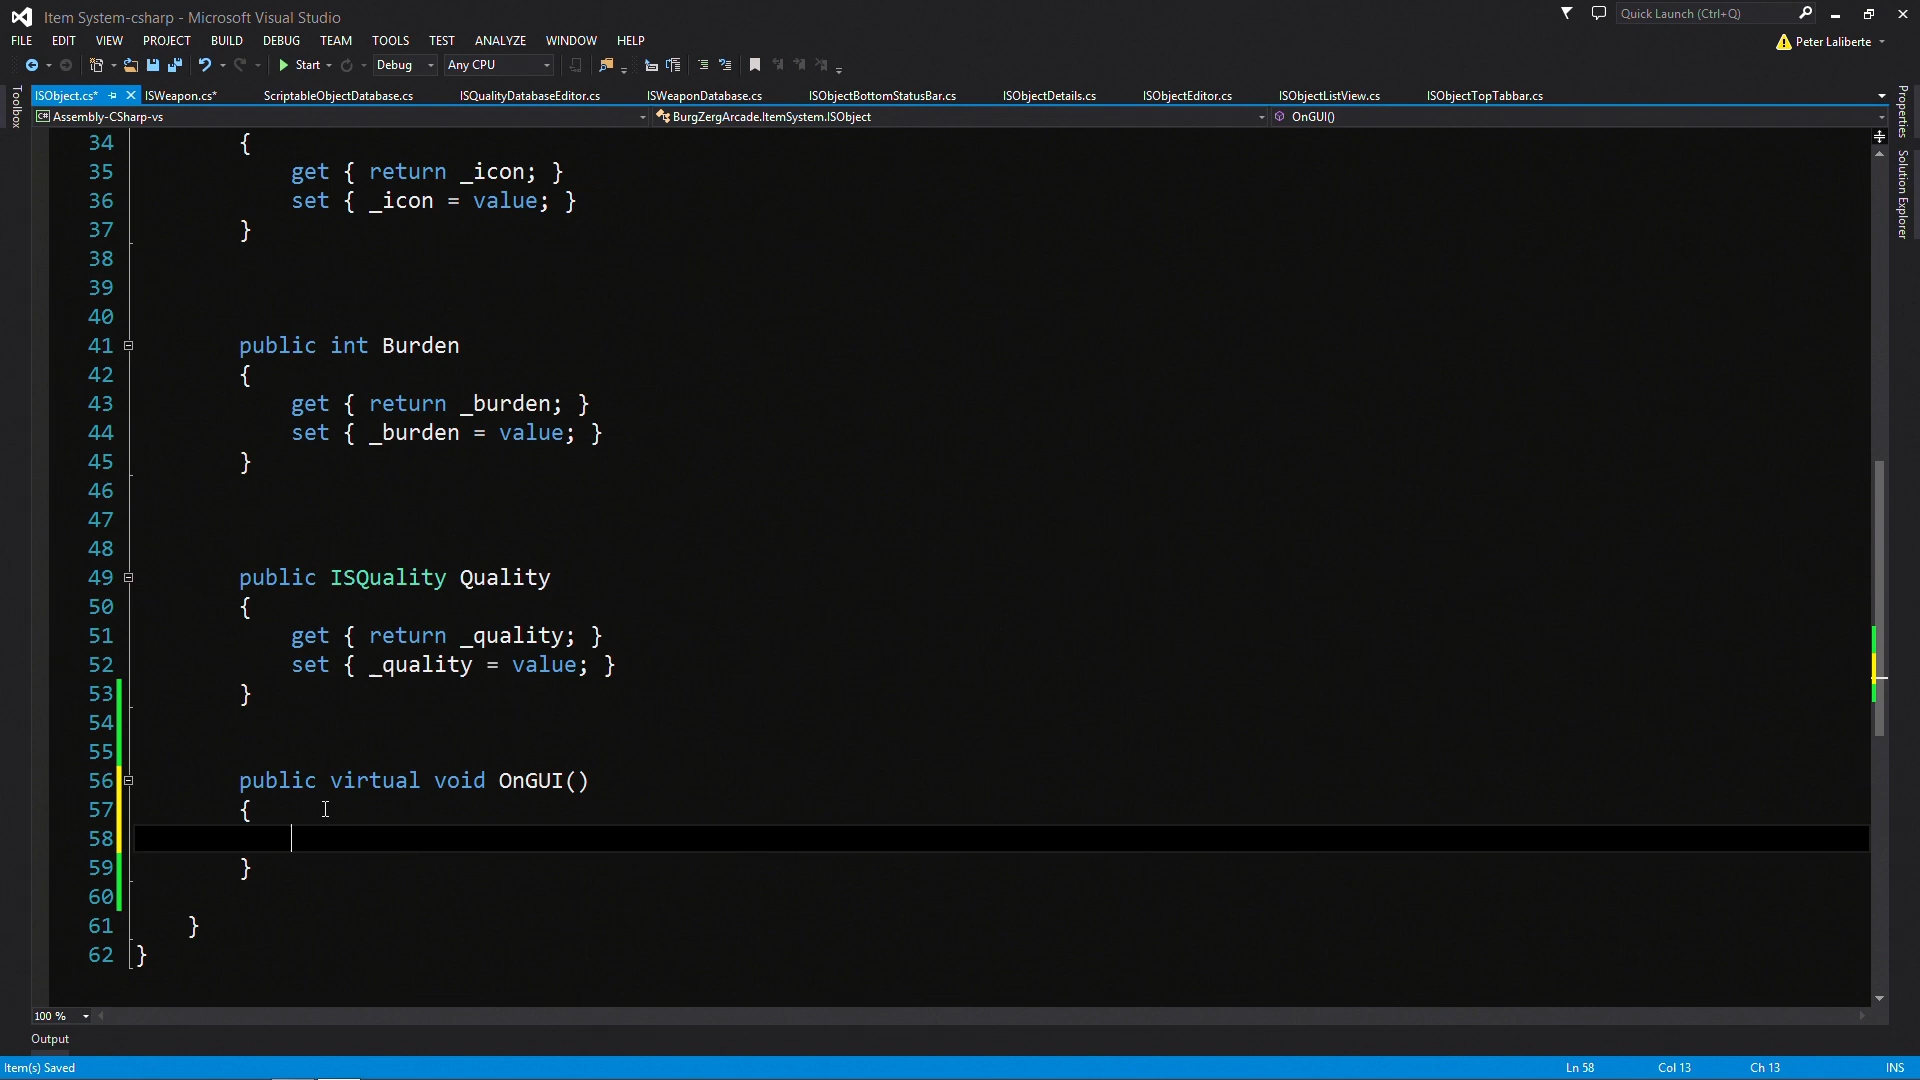 Item System-csharp - Microsoft Visual Studio
Quick Launch (Ctrl+Q)
FILE EDIT VIEW PROJECT BUILD DEBUG TEAM TOOLS TEST ANALYZE WINDOW HELP
Peter Laliberte
Start Debug Any CPU
ISObject.cs* ISWeapon.cs* ScriptableObjectDatabase.cs ISQualityDatabaseEditor.cs ISWeaponDatabase.cs ISObjectBottomStatusBar.cs ISObjectDetails.cs ISObjectEditor.cs ISObjectListView.cs ISObjectTopTabbar.cs
Toolbox
Properties
Solution Explorer
Assembly-CSharp-vs BurgZergArcade.ItemSystem.ISObject OnGUI()
34 {
35 get { return _icon; }
36 set { _icon = value; }
37 }
38
39
40
41 public int Burden
42 {
43 get { return _burden; }
44 set { _burden = value; }
45 }
46
47
48
49 public ISQuality Quality
50 {
51 get { return _quality; }
52 set { _quality = value; }
53 }
54
55
56 public virtual void OnGUI()
57 {
58
59 }
60
61 }
62 }
100 %
Output
Item(s) Saved Ln 58 Col 13 Ch 13 INS